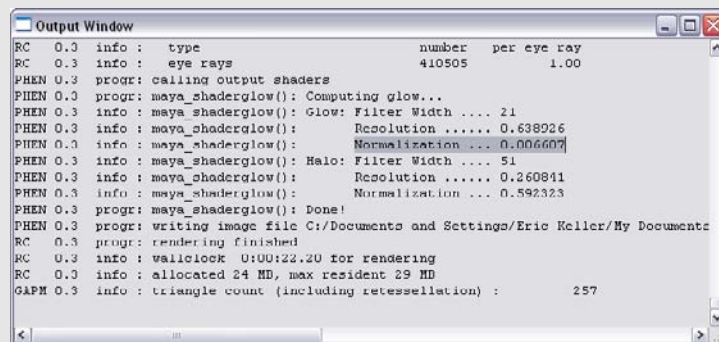 Output Window
RC 0.3 info : type number per eye ray
RC 0.3 info : eye rays 410505 1.00
PHEN 0.3 progr: calling output shaders
PHEN 0.3 progr: maya_shaderglow(): Computing glow...
PHEN 0.3 info : maya_shaderglow(): Glow: Filter Width .... 21
PHEN 0.3 info : maya_shaderglow(): Resolution ...... 0.638926
PHEN 0.3 info : maya_shaderglow(): Normalization ... 0.006607
PHEN 0.3 info : maya_shaderglow(): Halo: Filter Width .... 51
PHEN 0.3 info : maya_shaderglow(): Resolution ...... 0.260841
PHEN 0.3 info : maya_shaderglow(): Normalization ... 0.592323
PHEN 0.3 progr: maya_shaderglow(): Done!
PHEN 0.3 progr: writing image file C:/Documents and Settings/Eric Keller/My Documents
RC 0.3 progr: rendering finished
RC 0.3 info : wallclock 0:00:22.20 for rendering
RC 0.3 info : allocated 24 MB, max resident 29 MB
GAPM 0.3 info : triangle count (including retessellation) : 257